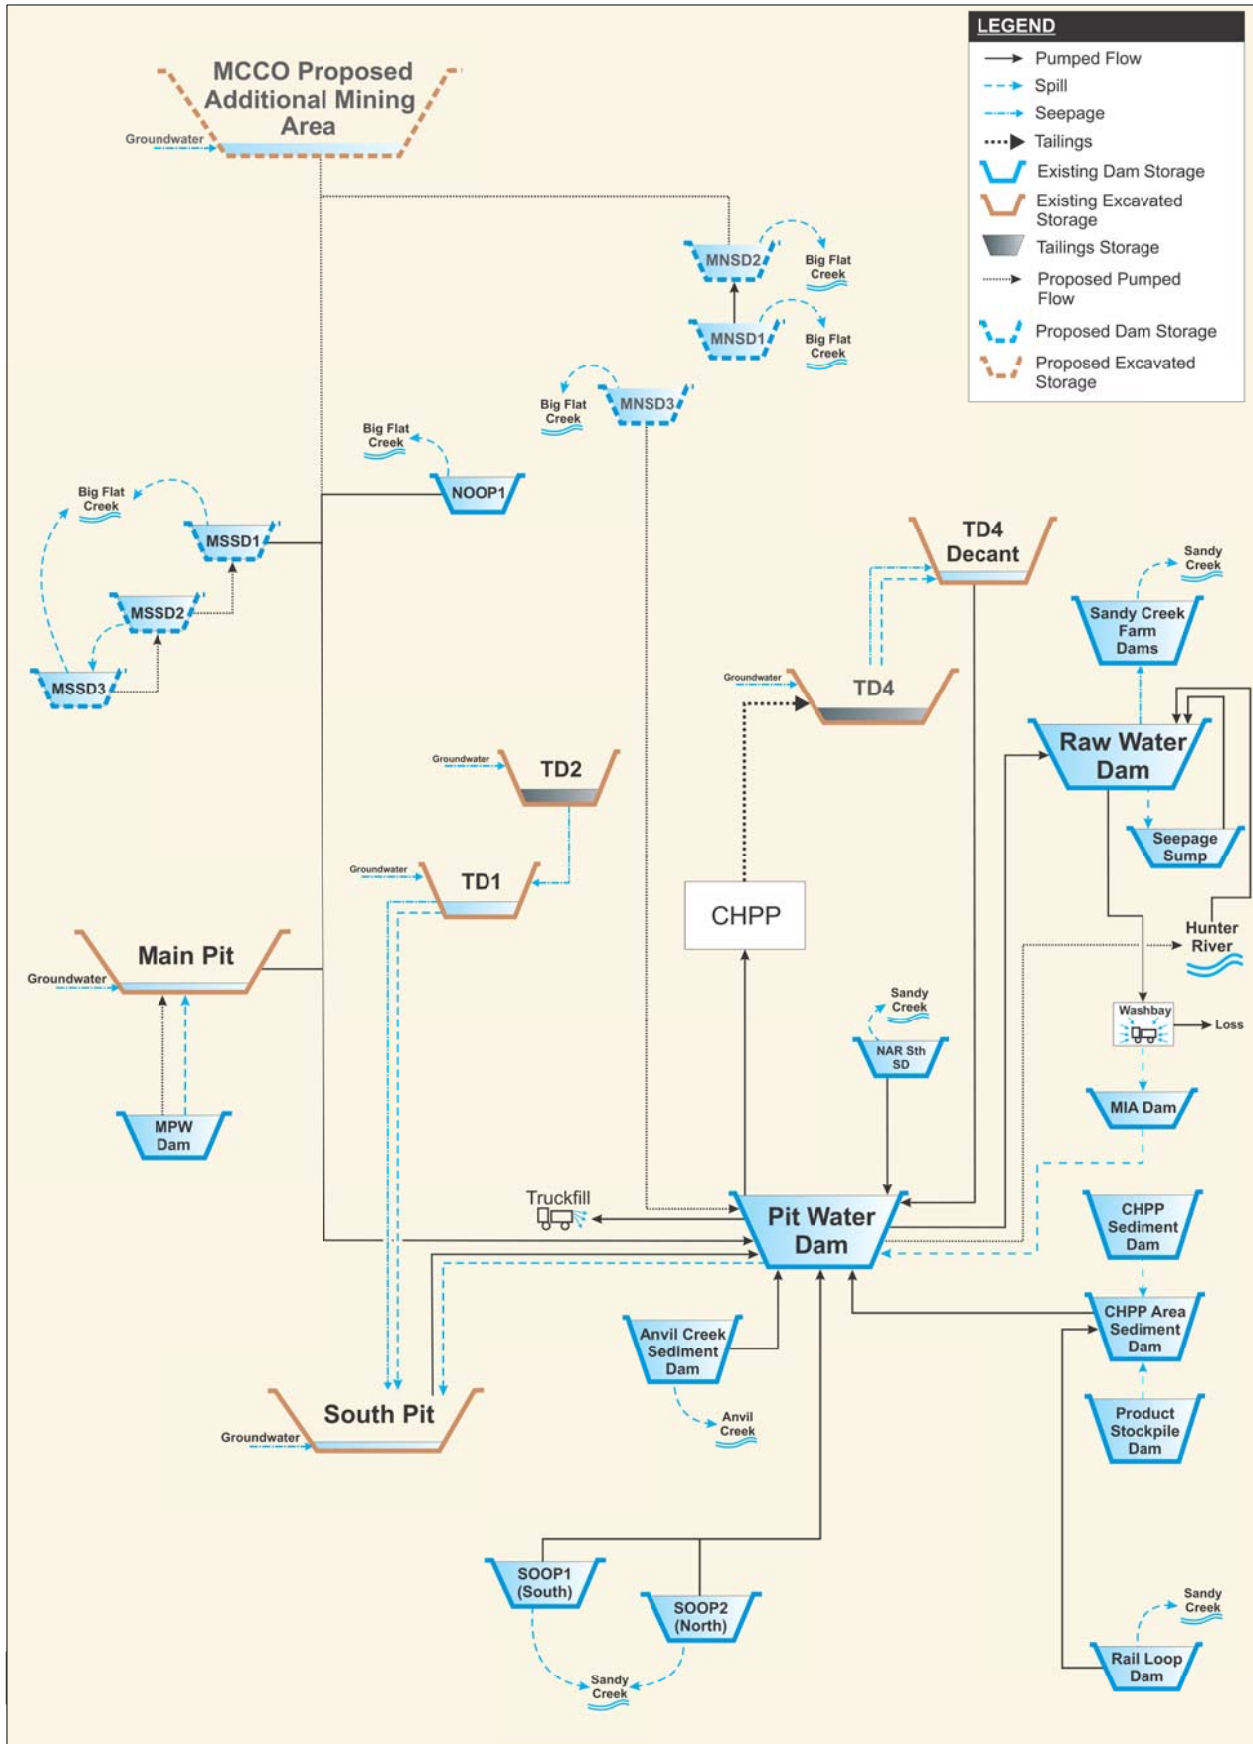 LEGEND
Pumped Flow
Spill
Seepage
Tailings
Existing Dam Storage
Existing Excavated
Storage
Tailings Storage
Proposed Pumped
Flow
Proposed Dam Storage
Proposed Excavated
Storage
MCCO Proposed
Additional Mining
Area
Groundwater
MNSD2
Big Flat
Creek
MNSD1
Big Flat
Creek
MNSD3
Big Flat
Creek
Big Flat
Creek
NOOP1
Big Flat
Creek
MSSD1
MSSD2
MSSD3
TD4
Decant
Sandy
Creek
Sandy Creek
Farm
Dams
Groundwater
TD4
Raw Water
Dam
Seepage
Sump
Groundwater
TD2
Groundwater
TD1
CHPP
Hunter
River
Main Pit
Groundwater
Sandy
Creek
Washbay
Loss
NAR Sth
SD
MIA Dam
MPW
Dam
Truckfill
Pit Water
Dam
CHPP
Sediment
Dam
CHPP Area
Sediment
Dam
Anvil Creek
Sediment
Dam
Anvil
Creek
South Pit
Groundwater
Product
Stockpile
Dam
SOOP1
(South)
SOOP2
(North)
Sandy
Creek
Sandy
Creek
Rail Loop
Dam